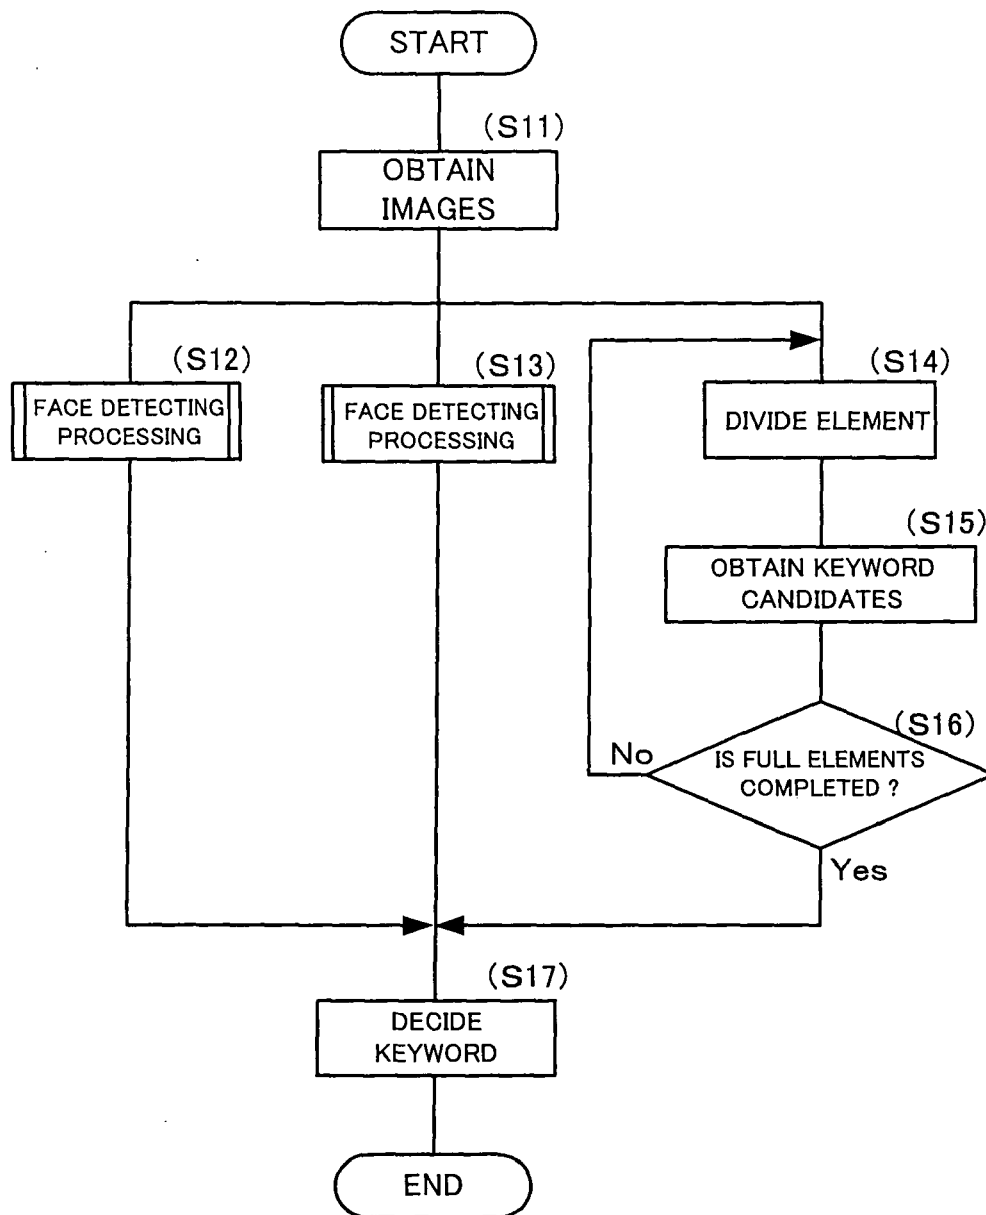 START
(S11)
OBTAIN
IMAGES
(S12)
FACE DETECTING
PROCESSING
(S13)
FACE DETECTING
PROCESSING
(S14)
DIVIDE ELEMENT
(S15)
OBTAIN KEYWORD
CANDIDATES
(S16)
IS FULL ELEMENTS
COMPLETED ?
No
Yes
(S17)
DECIDE
KEYWORD
END